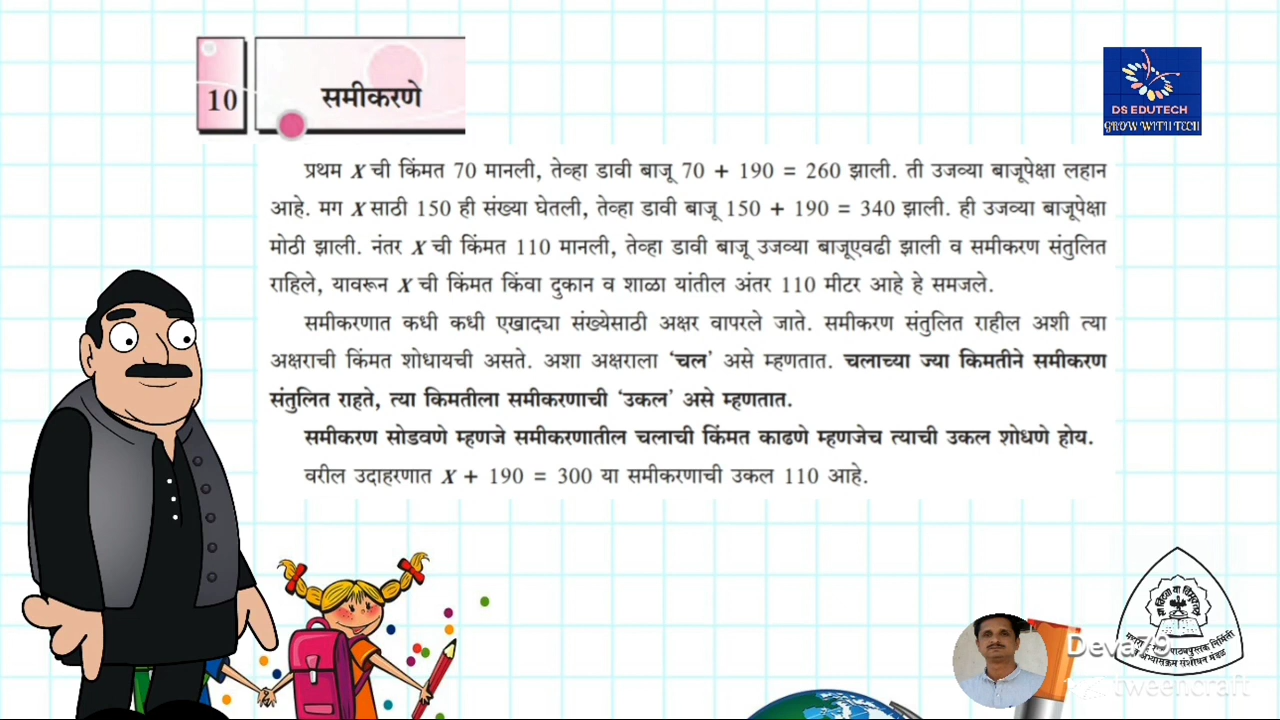 10
समीकरणे
DS EDUTECH
GROW WITH TECH
प्रथम X ची किंमत 70 मानली, तेव्हा डावी बाजू 70 + 190 = 260 झाली. ती उजव्या बाजूपेक्षा लहान
आहे. मग X साठी 150 ही संख्या घेतली, तेव्हा डावी बाजू 150 + 190 = 340 झाली. ही उजव्या बाजूपेक्षा
मोठी झाली. नंतर X ची किंमत 110 मानली, तेव्हा डावी बाजू उजव्या बाजूएवढी झाली व समीकरण संतुलित
राहिले, यावरून X ची किंमत किंवा दुकान व शाळा यांतील अंतर 110 मीटर आहे हे समजले.
समीकरणात कधी कधी एखाद्या संख्येसाठी अक्षर वापरले जाते. समीकरण संतुलित राहील अशी त्या
अक्षराची किंमत शोधायची असते. अशा अक्षराला ‘चल’ असे म्हणतात. चलाच्या ज्या किमतीने समीकरण
संतुलित राहते, त्या किमतीला समीकरणाची ‘उकल’ असे म्हणतात.
समीकरण सोडवणे म्हणजे समीकरणातील चलाची किंमत काढणे म्हणजेच त्याची उकल शोधणे होय.
वरील उदाहरणात X + 190 = 300 या समीकरणाची उकल 110 आहे.
Deva79
tweencraft